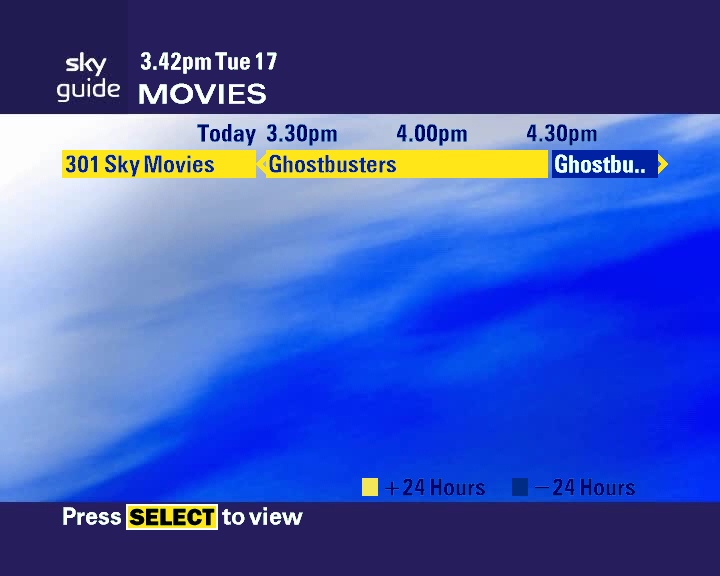 sky guide
3.42pm Tue 17
MOVIES
Today 3.30pm 4.00pm 4.30pm
301 Sky Movies Ghostbusters Ghostbu..
+24 Hours −24 Hours
Press SELECT to view